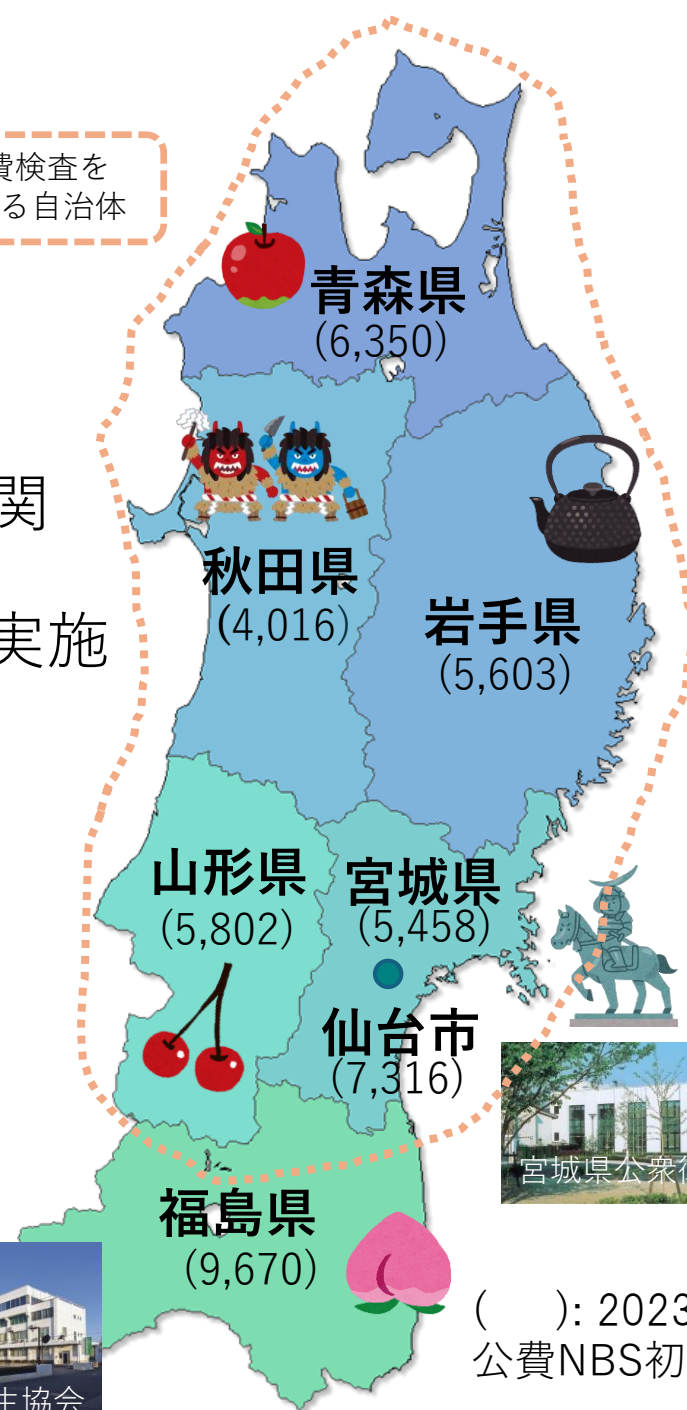 費検査を
る自治体
青森県
(6,350)
関
秋田県
(4,016)
実施
岩手県
(5,603)
山形県
(5,802)
宮城県
(5,458)
仙台市
(7,316)
宮城県公衆
福島県
(9,670)
(　　): 2023
公費NBS初
生協会